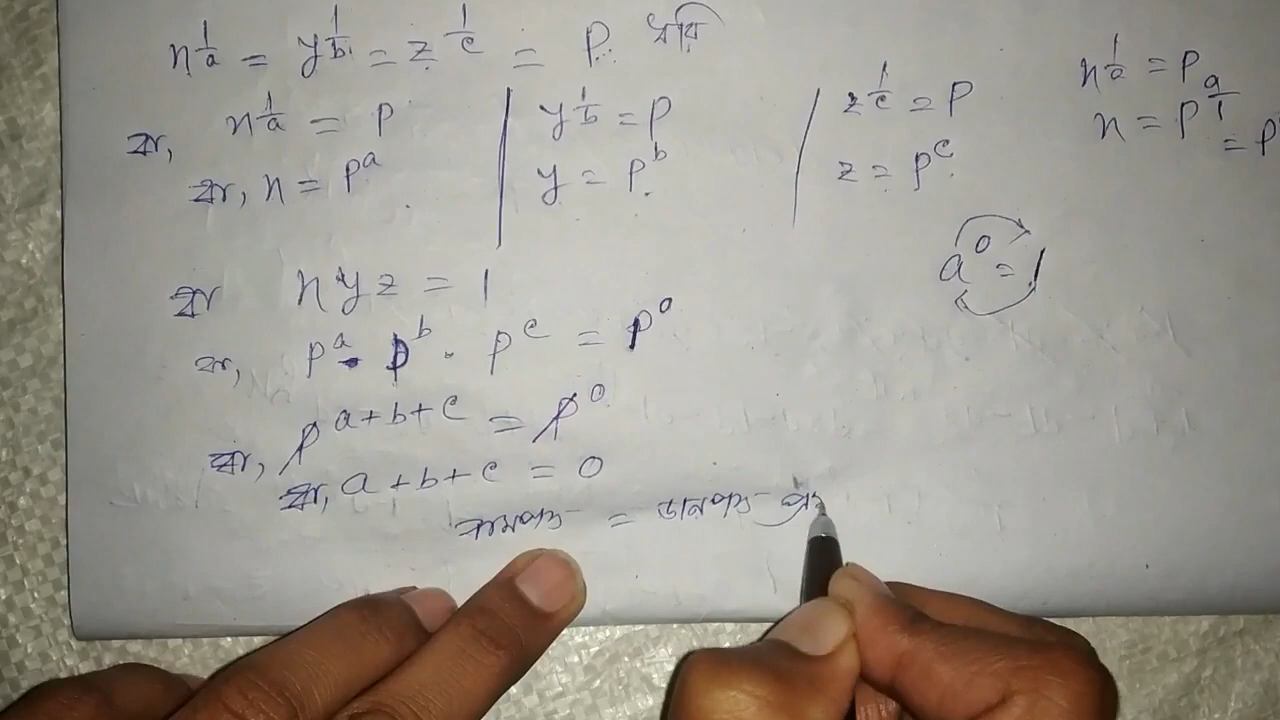 x^{1/a} = y^{1/b} = z^{1/c} = P ধরি
বা, x^{1/a} = P | y^{1/b} = P | z^{1/c} = P
বা, x = P^a | y = P^b | z = P^c
x^{1/a} = P
x = P^{a/1}
= P
a^0 = 1
বা xyz = 1
বা, P^a . P^b . P^c = P^0
বা, P^{a+b+c} = P^0
বা, a+b+c = 0
বামপক্ষ = ডানপক্ষ